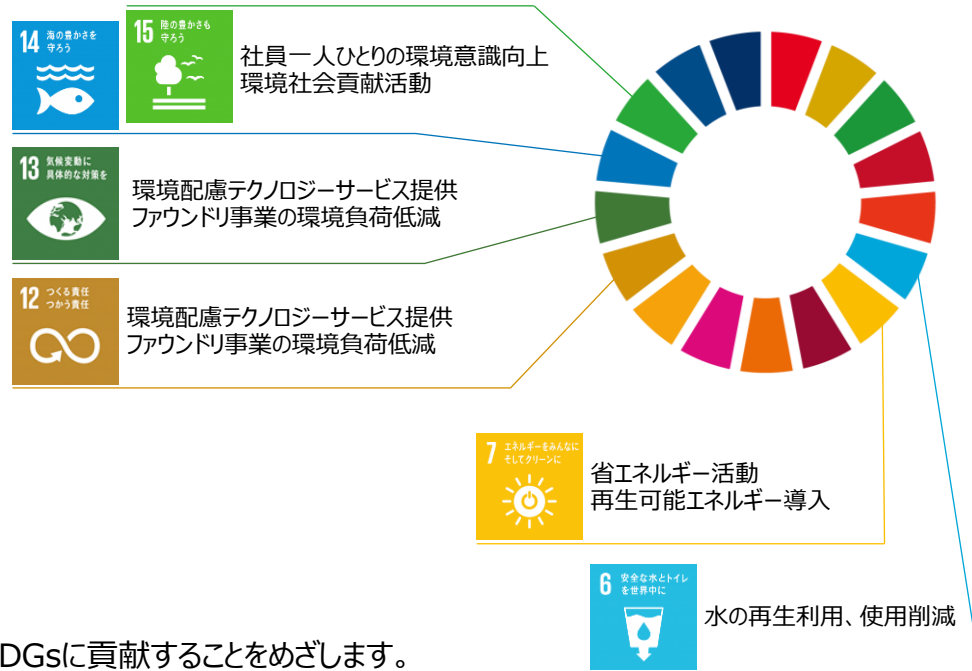 14 海の豊かさを
守ろう
15 陸の豊かさも
守ろう
社員一人ひとりの環境意識向上
環境社会貢献活動
13 気候変動に
具体的な対策を
環境配慮テクノロジーサービス提供
ファウンドリ事業の環境負荷低減
12 つくる責任
つかう責任
環境配慮テクノロジーサービス提供
ファウンドリ事業の環境負荷低減
7 エネルギーをみんなに
そしてクリーンに
省エネルギー活動
再生可能エネルギー導入
6 安全な水とトイレ
を世界中に
水の再生利用、使用削減
DGsに貢献することをめざします。